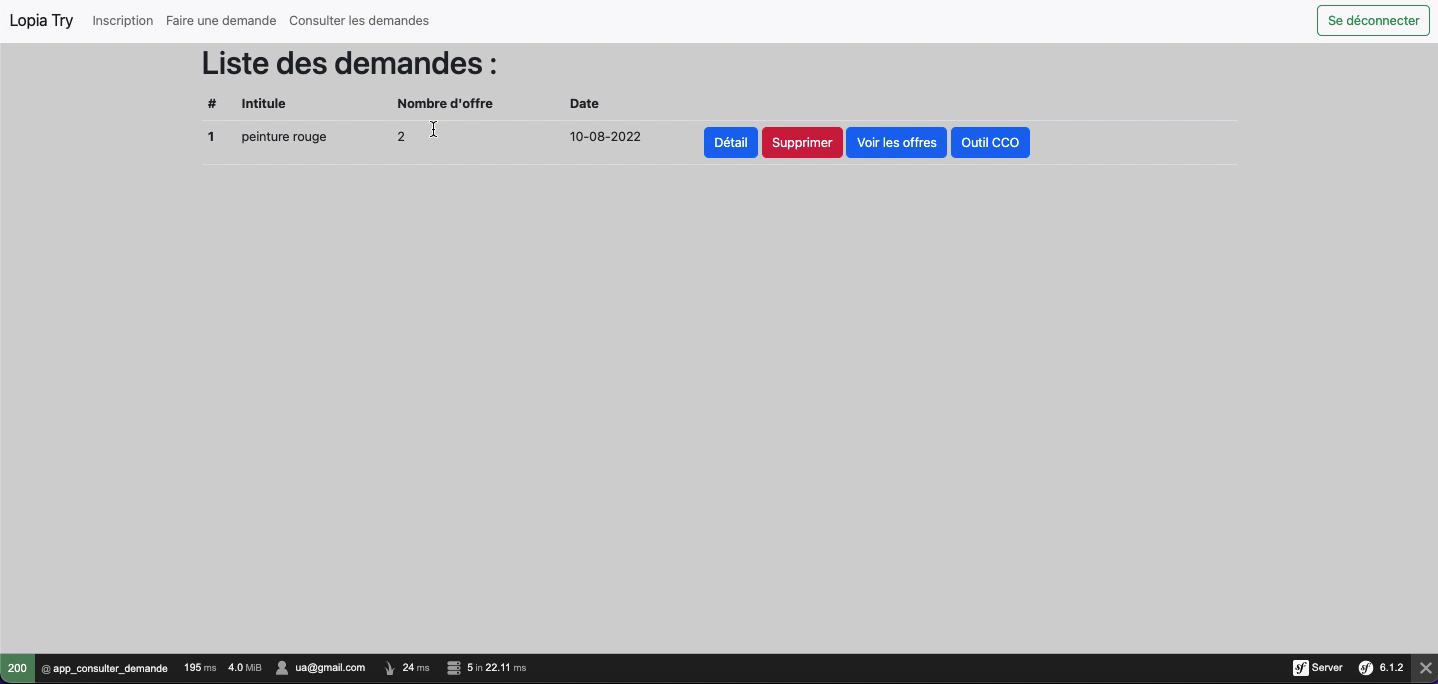 Lopia Try Inscription Faire une demande Consulter les demandes Se déconnecter
Liste des demandes :
# Intitule Nombre d'offre Date
1 peinture rouge 2 10-08-2022 Détail Supprimer Voir les offres Outil CCO
200 @ app_consulter_demande 195 ms 4.0 MiB ua@gmail.com 24 ms 5 in 22.11 ms sf Server sf 6.1.2